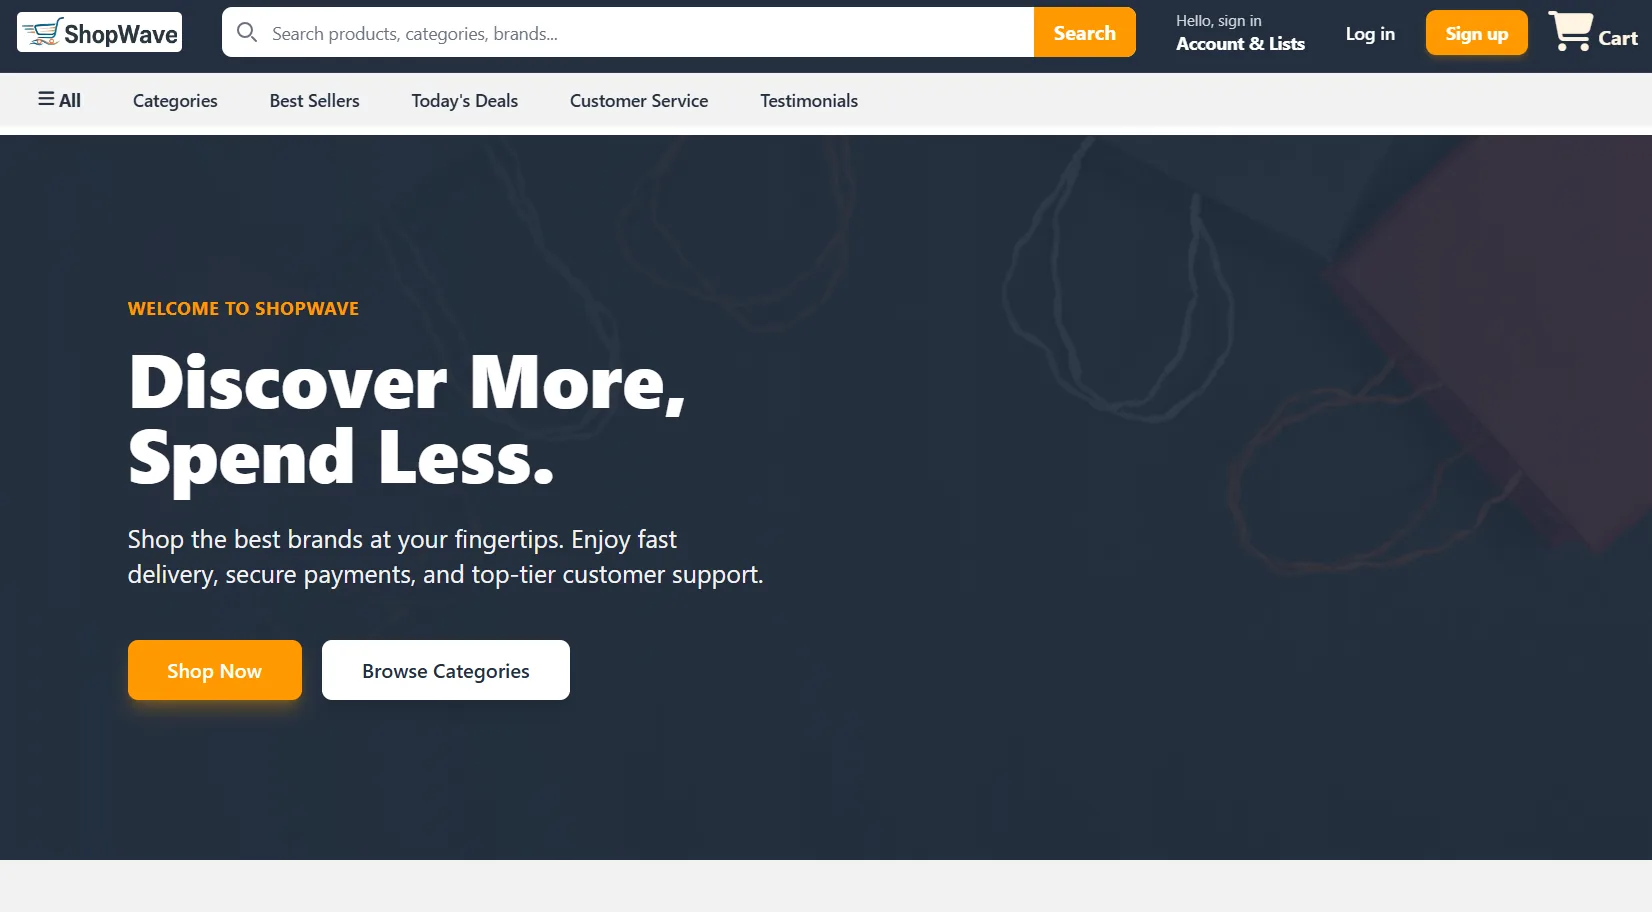 ShopWave
Search products, categories, brands...
Search
Hello, sign in
Account & Lists
Log in
Sign up
Cart
All
Categories
Best Sellers
Today's Deals
Customer Service
Testimonials
WELCOME TO SHOPWAVE
Discover More,
Spend Less.
Shop the best brands at your fingertips. Enjoy fast
delivery, secure payments, and top-tier customer support.
Shop Now
Browse Categories